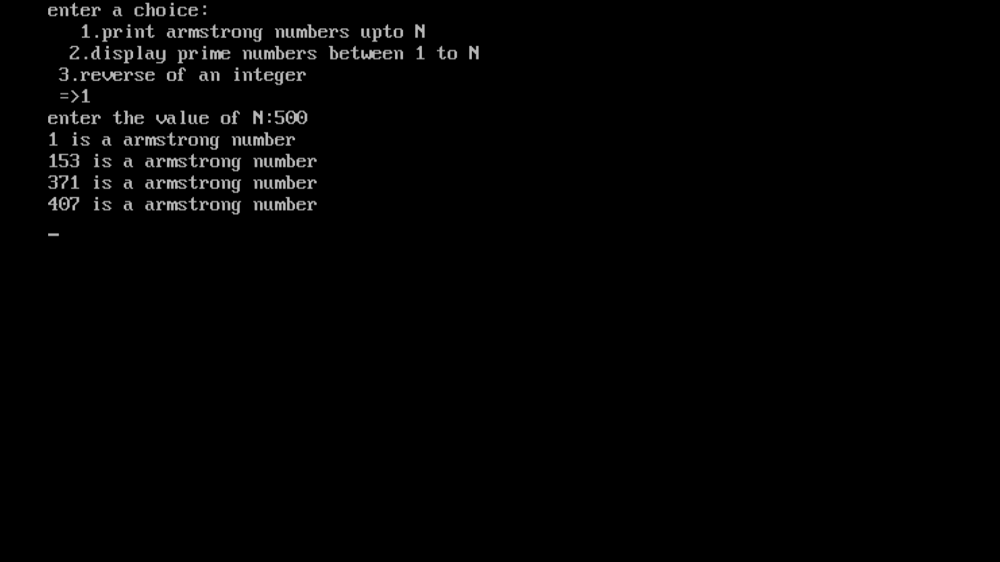 enter a choice:
1.print armstrong numbers upto N
2.display prime numbers between 1 to N
3.reverse of an integer
=>1
enter the value of N:500
1 is a armstrong number
153 is a armstrong number
371 is a armstrong number
407 is a armstrong number
_